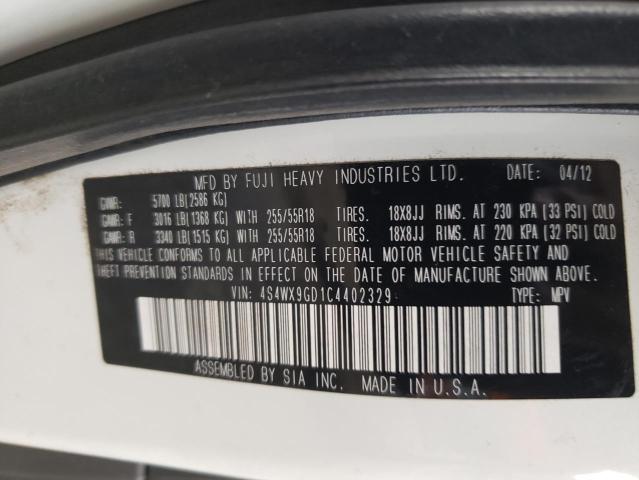 MFD BY FUJI HEAVY INDUSTRIES LTD. DATE: 04/12
GVWR: 5700 LB(2586 KG)
GAWR: F 3016 LB(1368 KG) WITH 255/55R18 TIRES. 18X8JJ RIMS. AT 230 KPA (33 PSI) COLD
GAWR: R 3340 LB(1515 KG) WITH 255/55R18 TIRES. 18X8JJ RIMS. AT 220 KPA (32 PSI) COLD
THIS VEHICLE CONFORMS TO ALL APPLICABLE FEDERAL MOTOR VEHICLE SAFETY AND
THEFT PREVENTION STANDARDS IN EFFECT ON THE DATE OF MANUFACTURE SHOWN ABOVE.
VIN: 4S4WX9GD1C4402329 TYPE: MPV
ASSEMBLED BY SIA INC. MADE IN U.S.A.